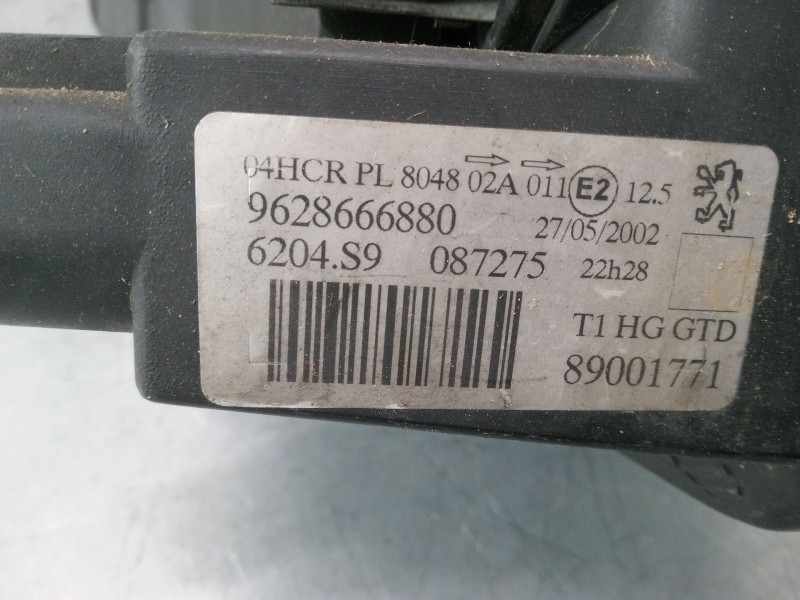 04HCR PL 8048 02A 011 E2 12.5
9628666880 27/05/2002
6204.S9 087275 22h28
T1 HG GTD
89001771